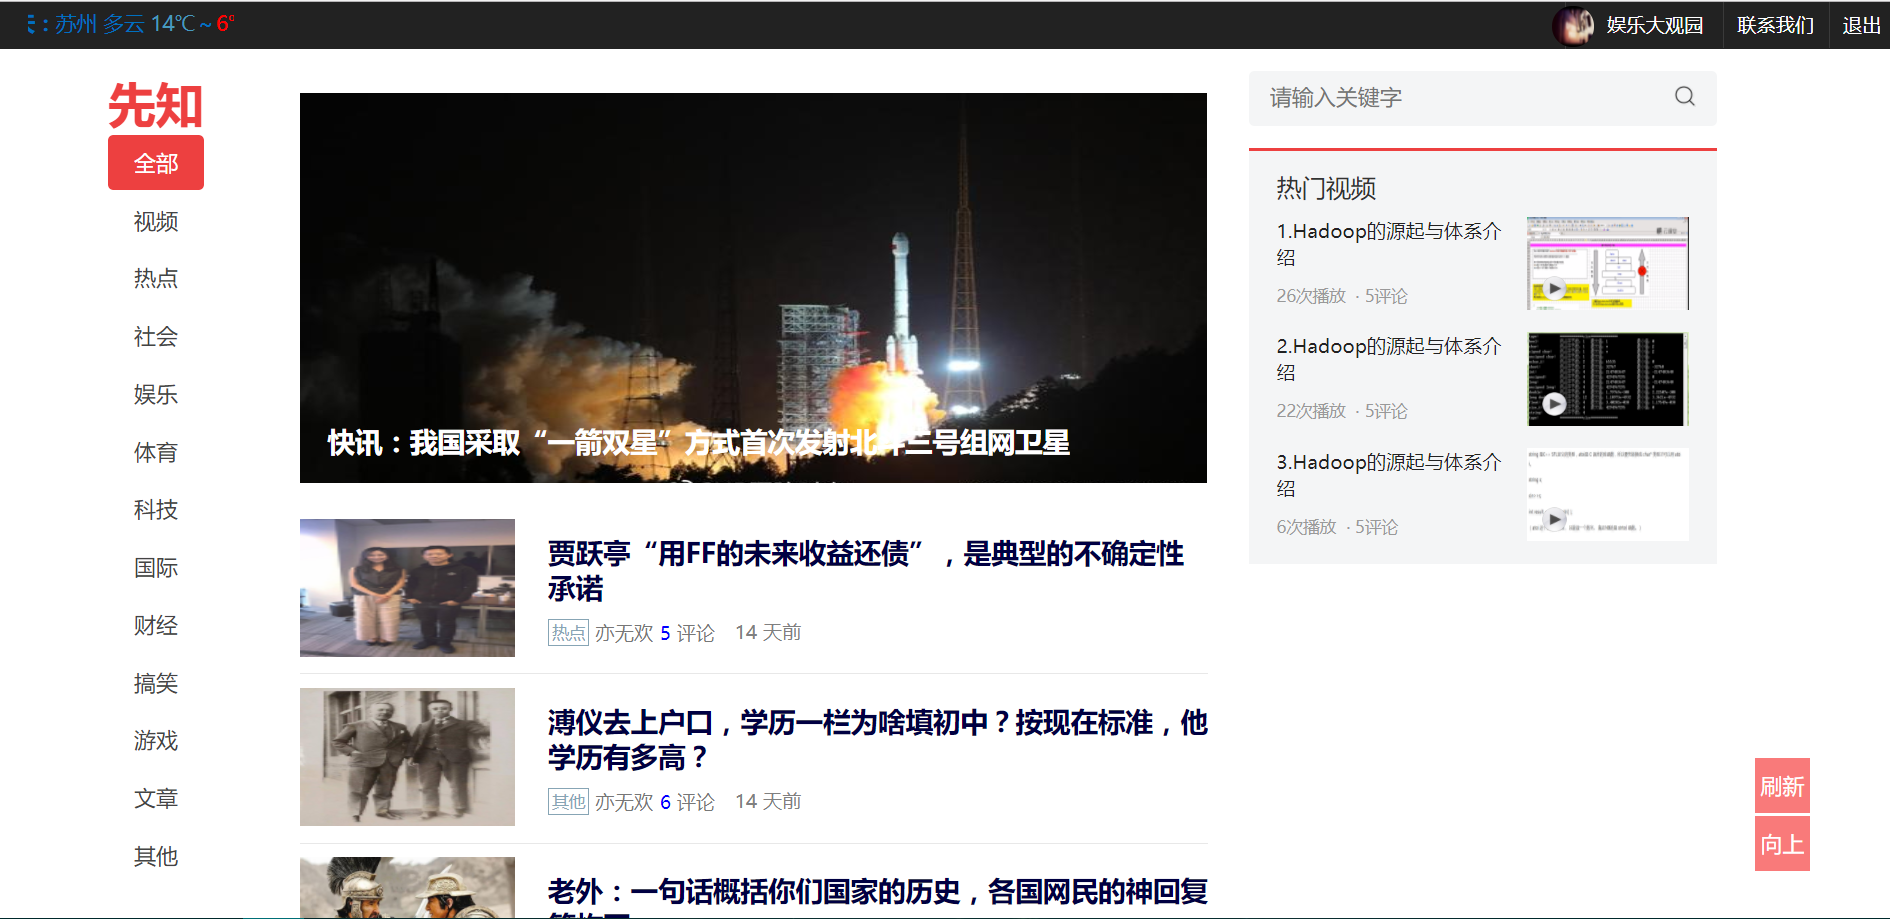 ：苏州 多云 14℃ ~ 6°
娱乐大观园
联系我们
退出
先知
全部
视频
热点
社会
娱乐
体育
科技
国际
财经
搞笑
游戏
文章
其他
快讯：我国采取“一箭双星”方式首次发射北斗三号组网卫星
贾跃亭“用FF的未来收益还债”，是典型的不确定性
承诺
热点 亦无欢 5 评论 14 天前
溥仪去上户口，学历一栏为啥填初中？按现在标准，他
学历有多高？
其他 亦无欢 6 评论 14 天前
老外：一句话概括你们国家的历史，各国网民的神回复
请输入关键字
热门视频
1.Hadoop的源起与体系介
绍
26次播放 · 5评论
2.Hadoop的源起与体系介
绍
22次播放 · 5评论
3.Hadoop的源起与体系介
绍
6次播放 · 5评论
刷新
向上